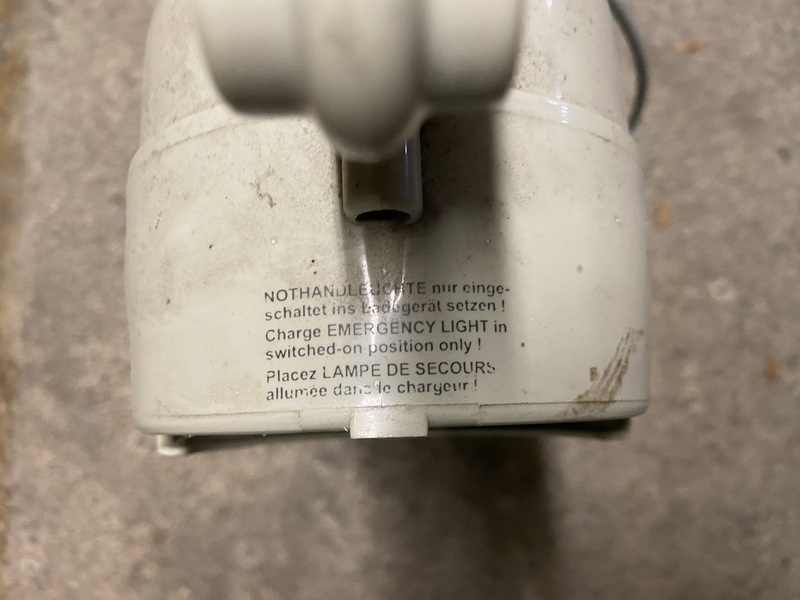 NOTHANDLEUCHTE nur einge-
schaltet ins Ladegerät setzen !
Charge EMERGENCY LIGHT in
switched-on position only !
Placez LAMPE DE SECOURS
allumée dans le chargeur !